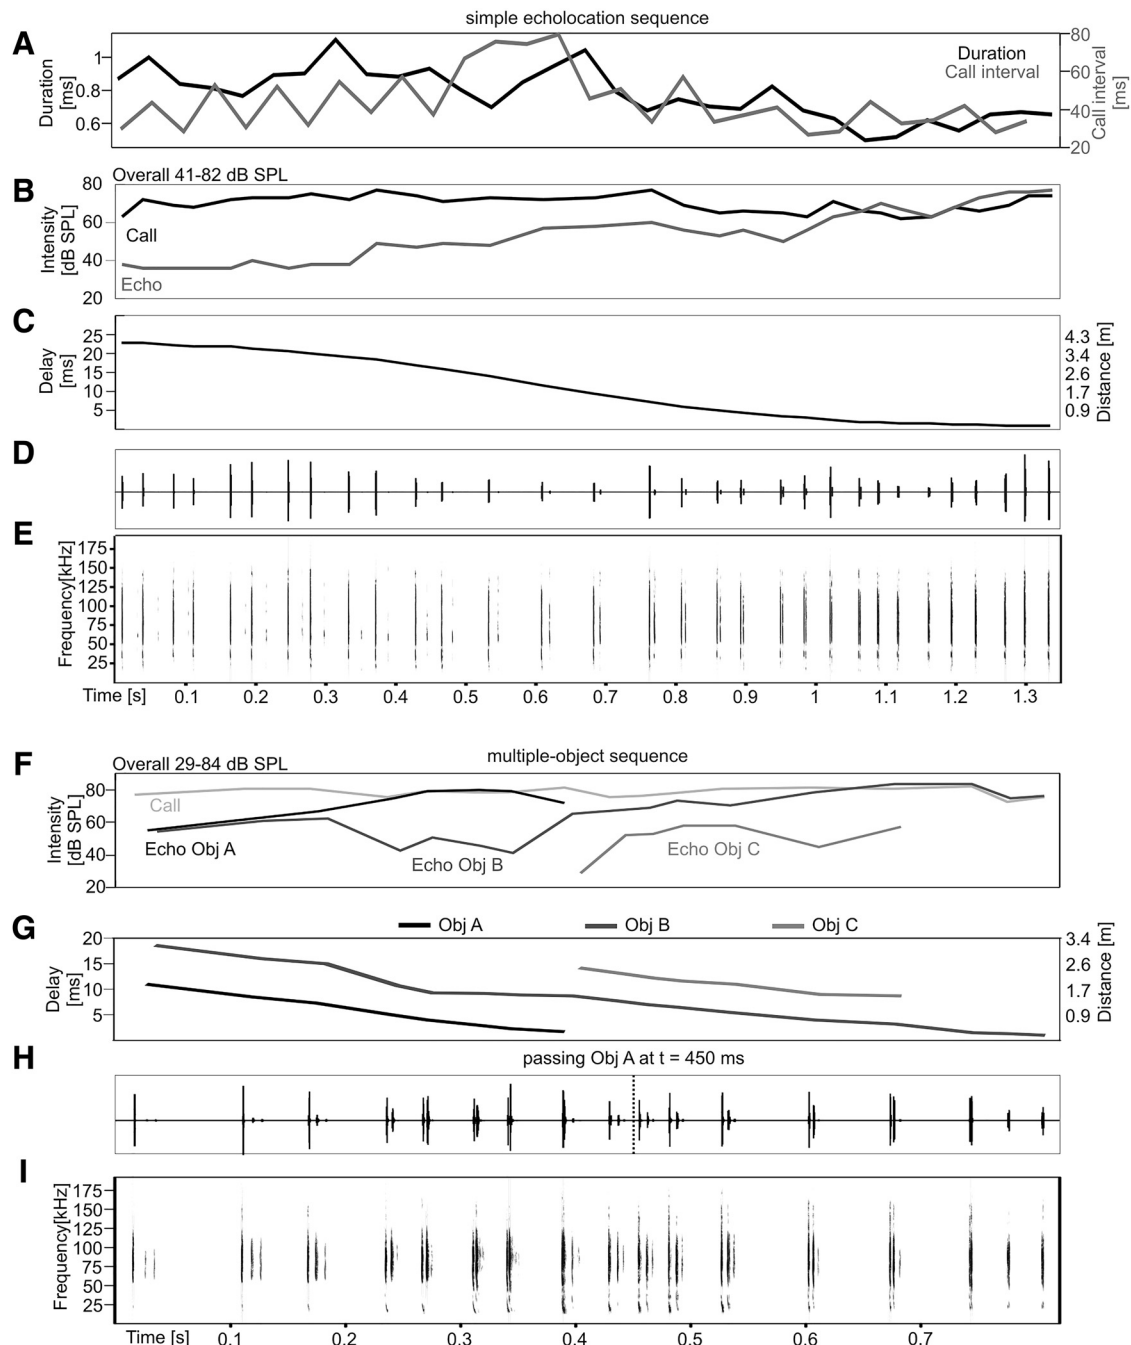 simple echolocation sequence
A
Duration [ms]
1
0.8
0.6
Duration
Call interval
80
60
40
20
Call interval [ms]
B
Overall 41-82 dB SPL
Intensity [dB SPL]
80
60
40
20
Call
Echo
C
Delay [ms]
25
20
15
10
5
4.3
3.4
2.6
1.7
0.9
Distance [m]
D
E
Frequency[kHz]
175
150
125
100
75
50
25
Time [s]
0.1
0.2
0.3
0.4
0.5
0.6
0.7
0.8
0.9
1
1.1
1.2
1.3
multiple-object sequence
F
Overall 29-84 dB SPL
Intensity [dB SPL]
80
60
40
20
Call
Echo Obj A
Echo Obj B
Echo Obj C
G
Obj A
Obj B
Obj C
Delay [ms]
20
15
10
5
3.4
2.6
1.7
0.9
Distance [m]
H
passing Obj A at t = 450 ms
I
Frequency[kHz]
175
150
125
100
75
50
25
Time [s]
0.1
0.2
0.3
0.4
0.5
0.6
0.7